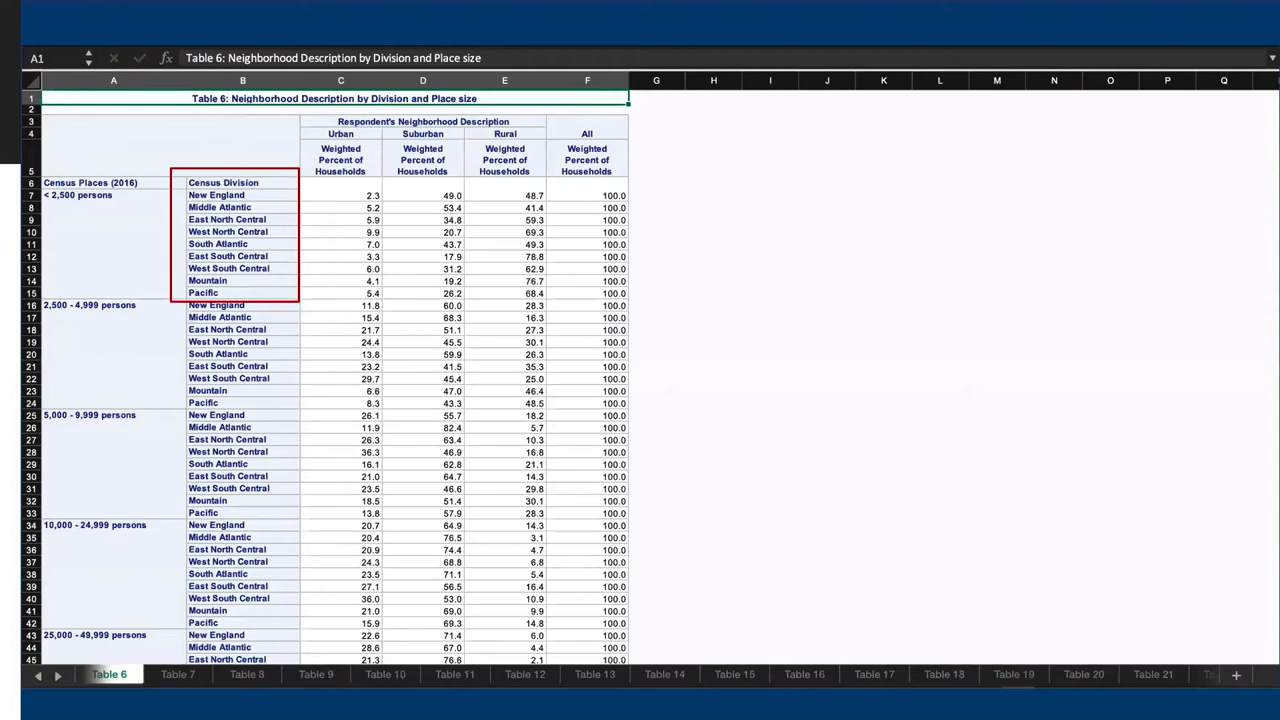 A1 fx Table 6: Neighborhood Description by Division and Place size
A B C D E F G H I J K L M N O P Q
1 Table 6: Neighborhood Description by Division and Place size
2
3 Respondent's Neighborhood Description
4 Urban Suburban Rural All
Weighted Weighted Weighted Weighted
Percent of Percent of Percent of Percent of
5 Households Households Households Households
6 Census Places (2016) Census Division
7 < 2,500 persons New England 2.3 49.0 48.7 100.0
8 Middle Atlantic 5.2 53.4 41.4 100.0
9 East North Central 5.9 34.8 59.3 100.0
10 West North Central 9.9 20.7 69.3 100.0
11 South Atlantic 7.0 43.7 49.3 100.0
12 East South Central 3.3 17.9 78.8 100.0
13 West South Central 6.0 31.2 62.9 100.0
14 Mountain 4.1 19.2 76.7 100.0
15 Pacific 5.4 26.2 68.4 100.0
16 2,500 - 4,999 persons New England 11.8 60.0 28.3 100.0
17 Middle Atlantic 15.4 68.3 16.3 100.0
18 East North Central 21.7 51.1 27.3 100.0
19 West North Central 24.4 45.5 30.1 100.0
20 South Atlantic 13.8 59.9 26.3 100.0
21 East South Central 23.2 41.5 35.3 100.0
22 West South Central 29.7 45.4 25.0 100.0
23 Mountain 6.6 47.0 46.4 100.0
24 Pacific 8.3 43.3 48.5 100.0
25 5,000 - 9,999 persons New England 26.1 55.7 18.2 100.0
26 Middle Atlantic 11.9 82.4 5.7 100.0
27 East North Central 26.3 63.4 10.3 100.0
28 West North Central 36.3 46.9 16.8 100.0
29 South Atlantic 16.1 62.8 21.1 100.0
30 East South Central 21.0 64.7 14.3 100.0
31 West South Central 23.5 46.6 29.8 100.0
32 Mountain 18.5 51.4 30.1 100.0
33 Pacific 13.8 57.9 28.3 100.0
34 10,000 - 24,999 persons New England 20.7 64.9 14.3 100.0
35 Middle Atlantic 20.4 76.5 3.1 100.0
36 East North Central 20.9 74.4 4.7 100.0
37 West North Central 24.3 68.8 6.8 100.0
38 South Atlantic 23.5 71.1 5.4 100.0
39 East South Central 27.1 56.5 16.4 100.0
40 West South Central 36.0 53.0 10.9 100.0
41 Mountain 21.0 69.0 9.9 100.0
42 Pacific 15.9 69.3 14.8 100.0
43 25,000 - 49,999 persons New England 22.6 71.4 6.0 100.0
44 Middle Atlantic 28.6 67.0 4.4 100.0
45 East North Central 21.3 76.6 2.1 100.0
Table 6 Table 7 Table 8 Table 9 Table 10 Table 11 Table 12 Table 13 Table 14 Table 15 Table 16 Table 17 Table 18 Table 19 Table 20 Table 21